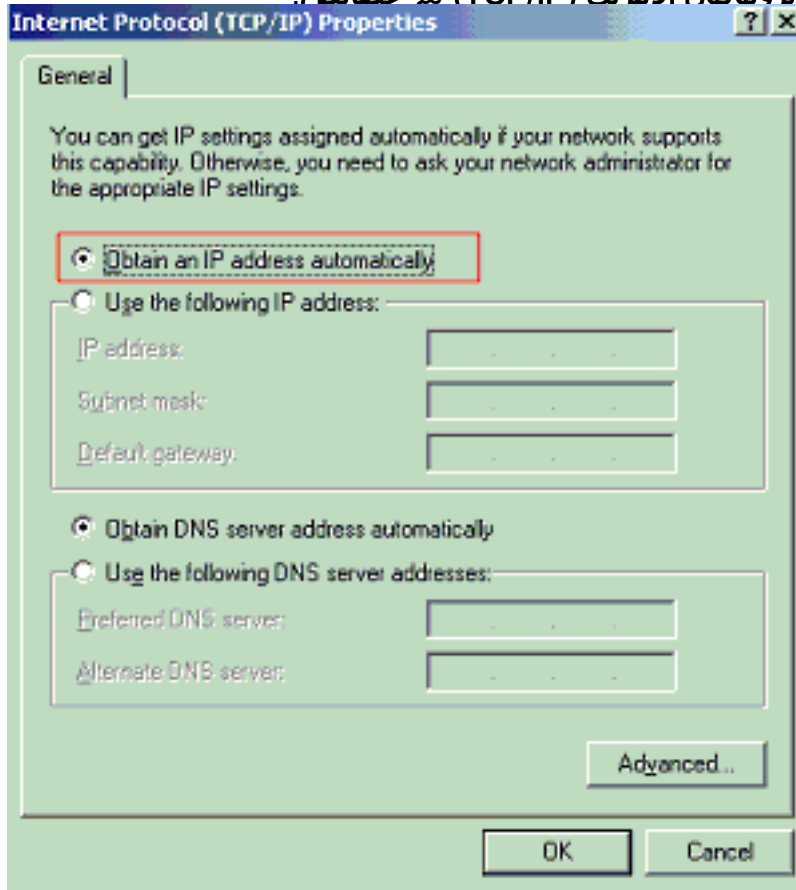 (TCP/IP)
Internet Protocol (TCP/IP) Properties
General
You can get IP settings assigned automatically if your network supports
this capability. Otherwise, you need to ask your network administrator for
the appropriate IP settings.
Obtain an IP address automatically
Use the following IP address:
IP address:
Subnet mask:
Default gateway:
Obtain DNS server address automatically
Use the following DNS server addresses:
Preferred DNS server:
Alternate DNS server:
Advanced...
OK
Cancel